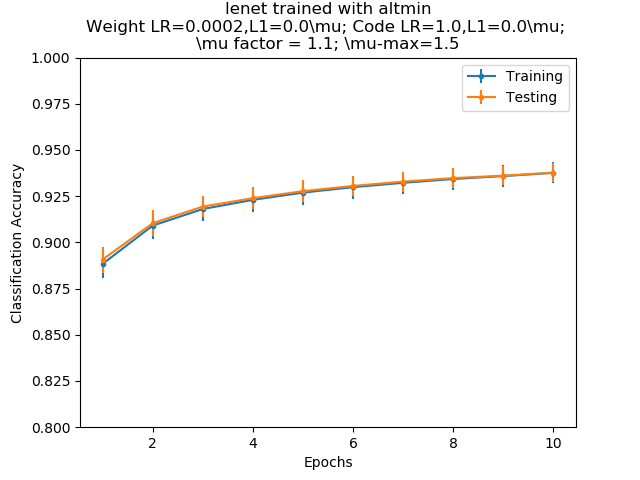 lenet trained with altmin
Weight LR=0.0002,L1=0.0\mu; Code LR=1.0,L1=0.0\mu;
\mu factor = 1.1; \mu-max=1.5
1.000
0.975
0.950
0.925
0.900
0.875
0.850
0.825
0.800
Classification Accuracy
Training
Testing
2 4 6 8 10
Epochs